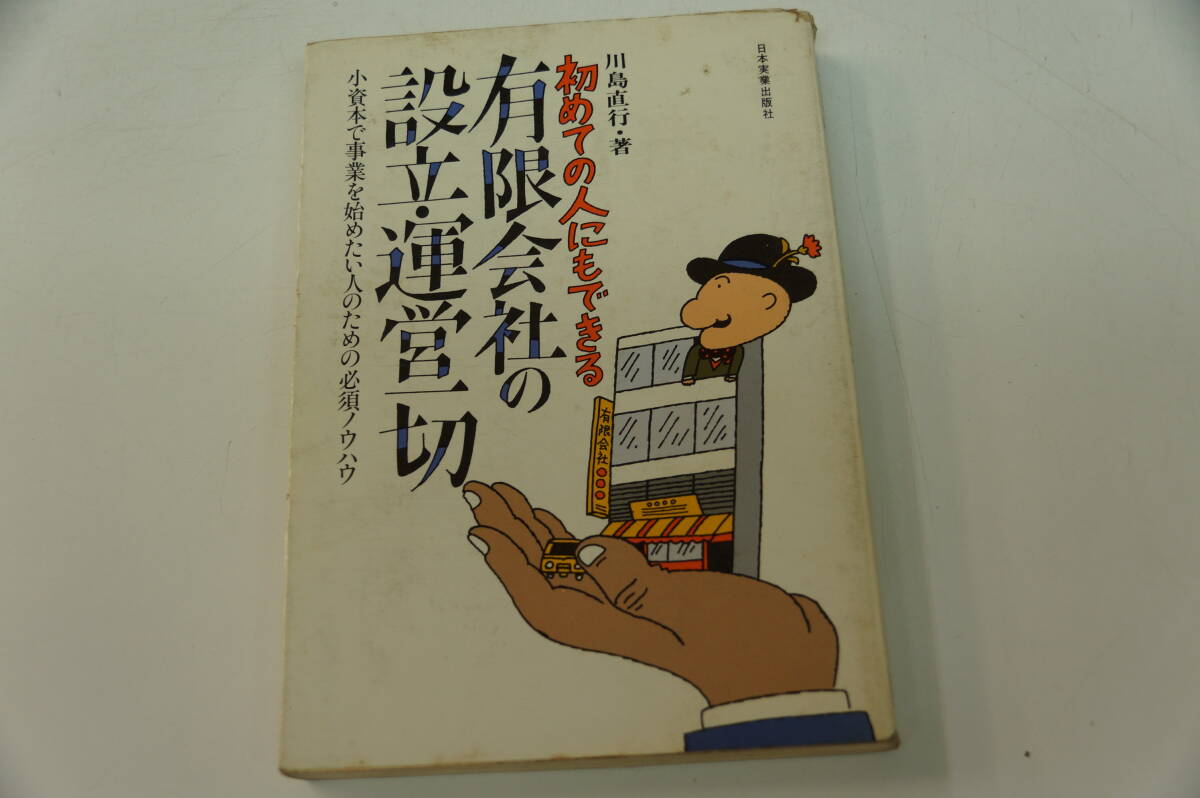 日本実業出版社
川島直行・著
初めての人にもできる
有限会社の
設立・運営一切
小資本で事業を始めたい人のための必須ノウハウ
有限会社